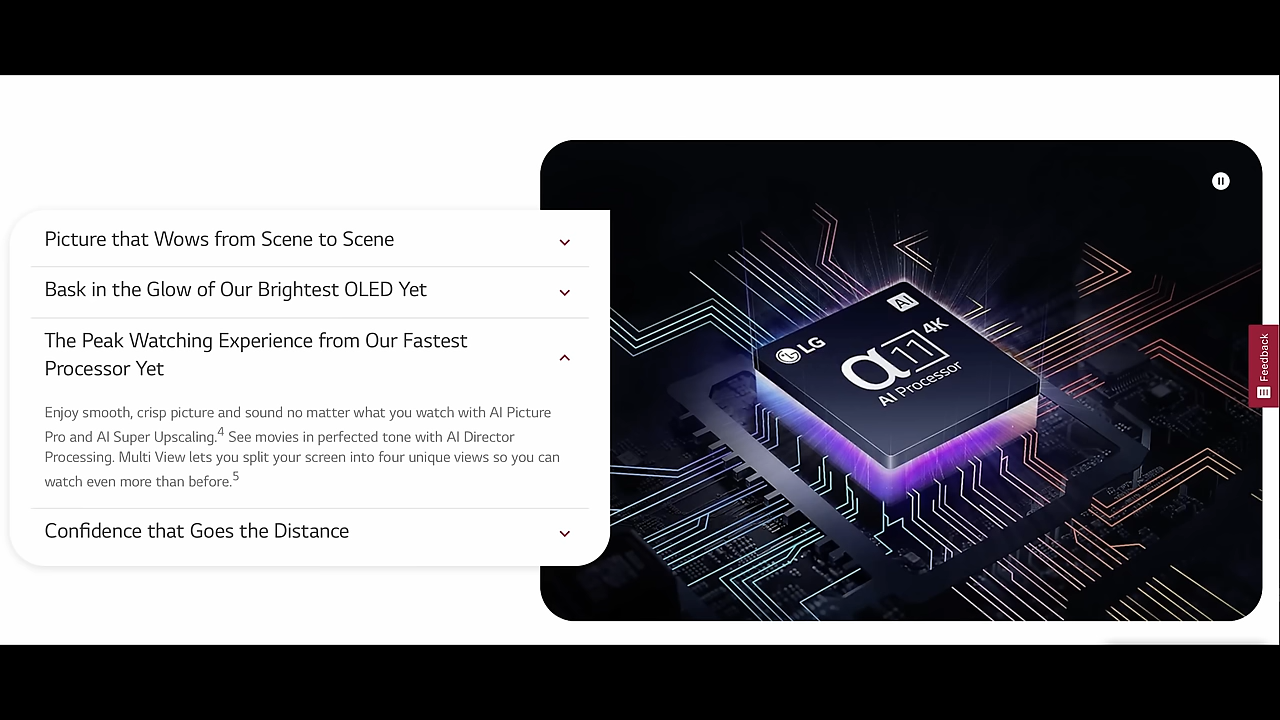 Picture that Wows from Scene to Scene
Bask in the Glow of Our Brightest OLED Yet
The Peak Watching Experience from Our Fastest
Processor Yet
Enjoy smooth, crisp picture and sound no matter what you watch with AI Picture
Pro and AI Super Upscaling.4 See movies in perfected tone with AI Director
Processing. Multi View lets you split your screen into four unique views so you can
watch even more than before.5
Confidence that Goes the Distance
AI
LG
α11 4K
AI Processor
Feedback